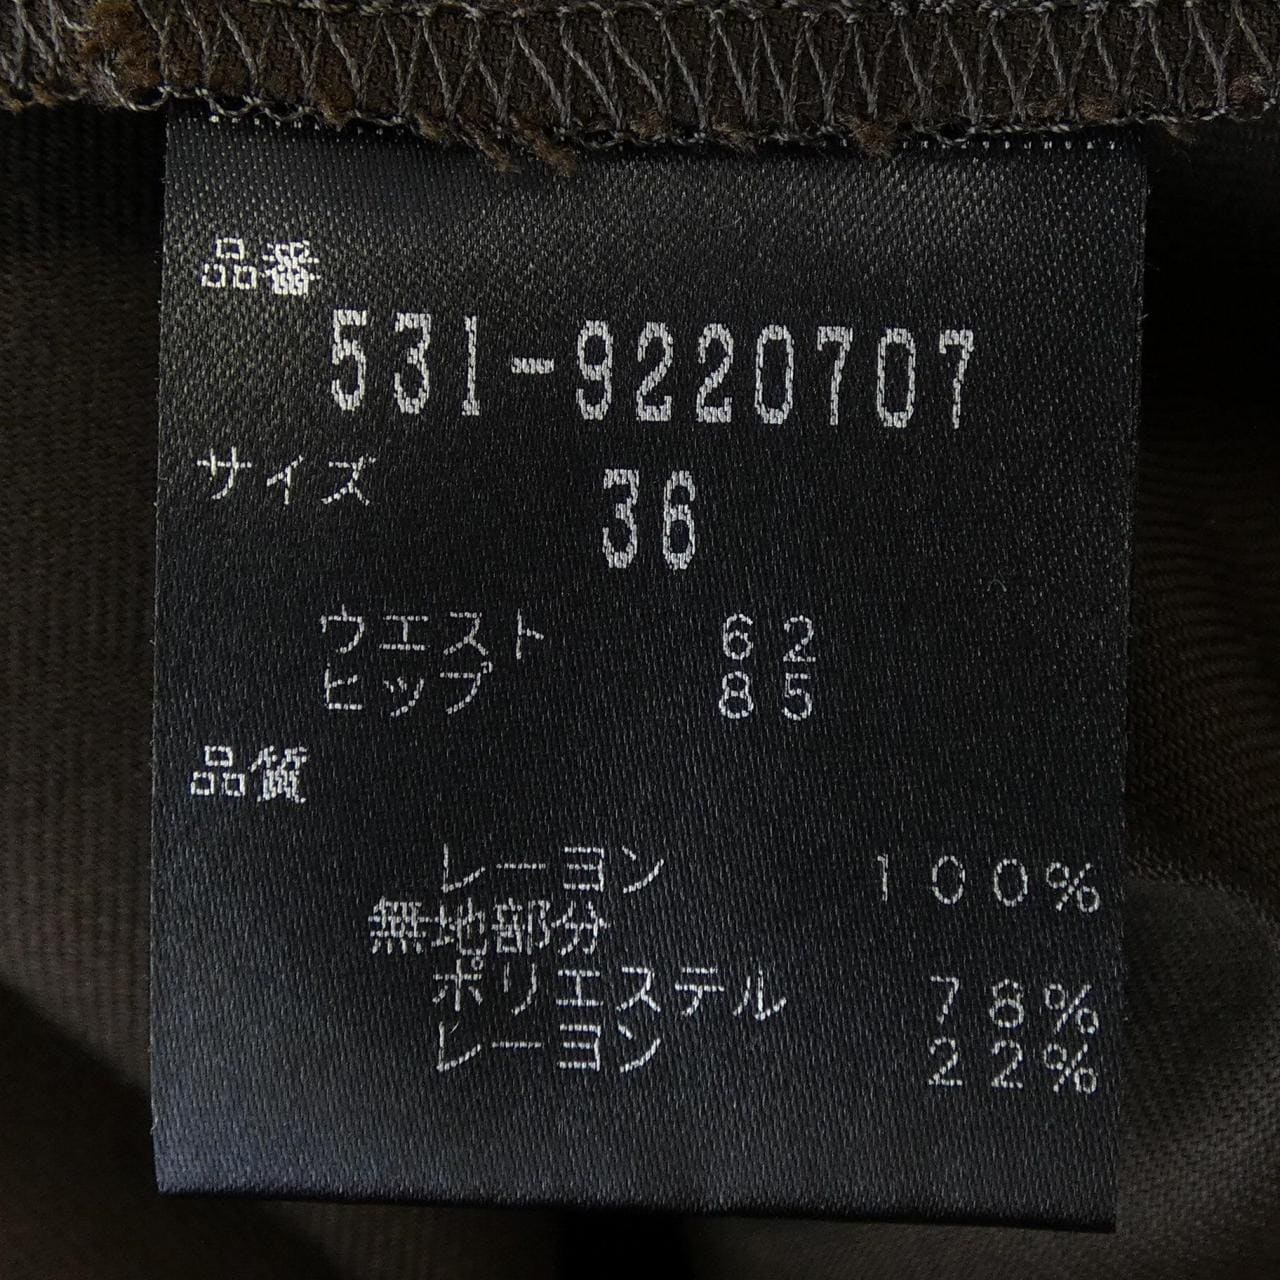 品番
531-9220707
サイズ 36
ウエスト 62
ヒップ 85
品質
レーヨン 100%
無地部分
ポリエステル 78%
レーヨン 22%